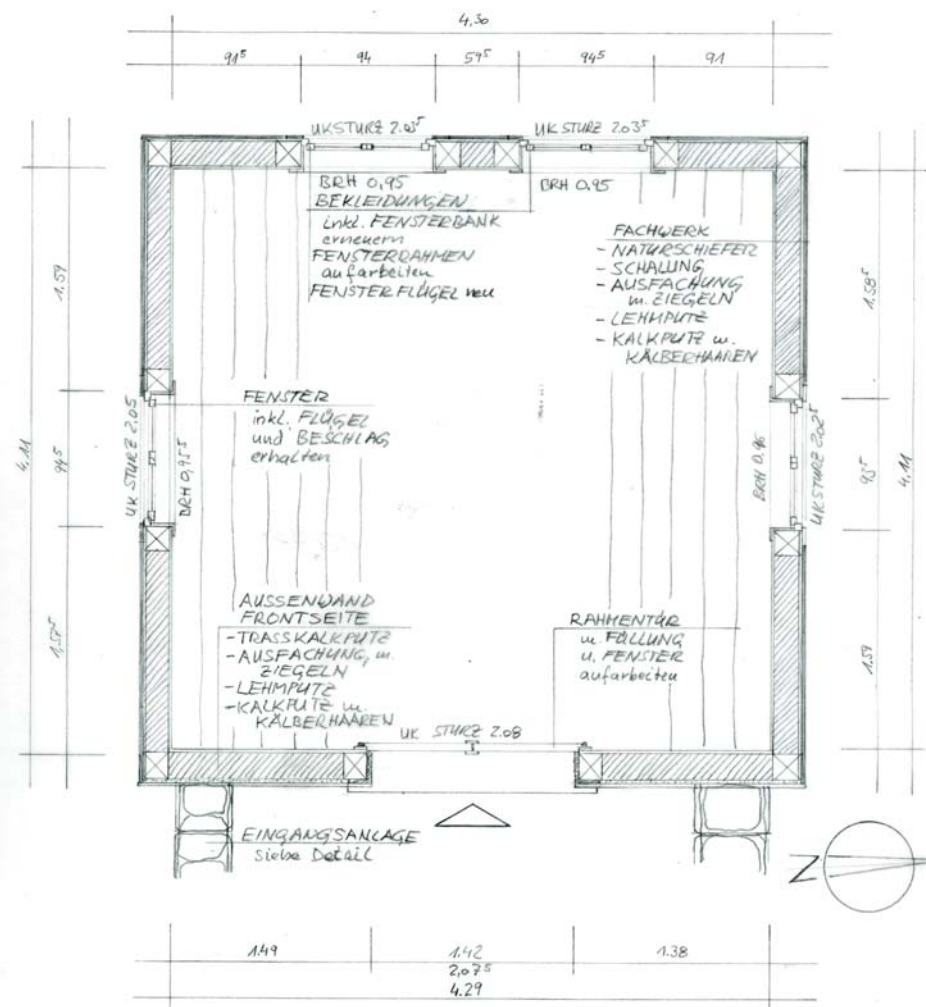 4,30
91⁵ 94 59⁵ 94⁵ 91
UK STURZ 2.03⁵ UK STURZ 2.03⁵
BRH 0,95 BRH 0.95
BEKLEIDUNGEN
inkl. FENSTERBANK
erneuern
FENSTERRAHMEN
aufarbeiten
FENSTERFLÜGEL neu
FACHWERK
- NATURSCHIEFER
- SCHALUNG
- AUSFACHUNG
m. ZIEGELN
- LEHMPUTZ
- KALKPUTZ m.
KÄLBERHAAREN
1.59
94⁵
1,57⁵
4,11
UK STURZ 2.05
BRH 0,95⁵
FENSTER
inkl. FLÜGEL
und BESCHLAG
erhalten
BRH 0.96
UK STURZ 2.02⁵
1.58⁵
93⁵
1.59
4,11
AUSSENWAND
FRONTSEITE
- TRASSKALKPUTZ
- AUSFACHUNG, m.
ZIEGELN
- LEHMPUTZ
- KALKPUTZ m.
KÄLBERHAAREN
RAHMENTÜR
m. FÜLLUNG
u. FENSTER
aufarbeiten
UK STURZ 2.08
EINGANGSANLAGE
siehe Detail
N
1.49 1.42 1.38
2,07⁵
4.29